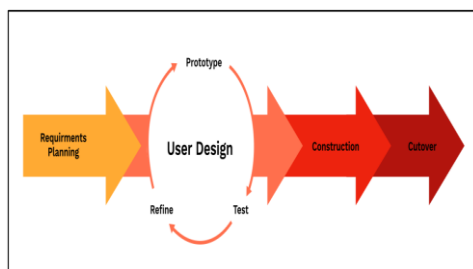 Prototype
Requirments
Planning
User Design
Construction
Cutover
Refine
Test